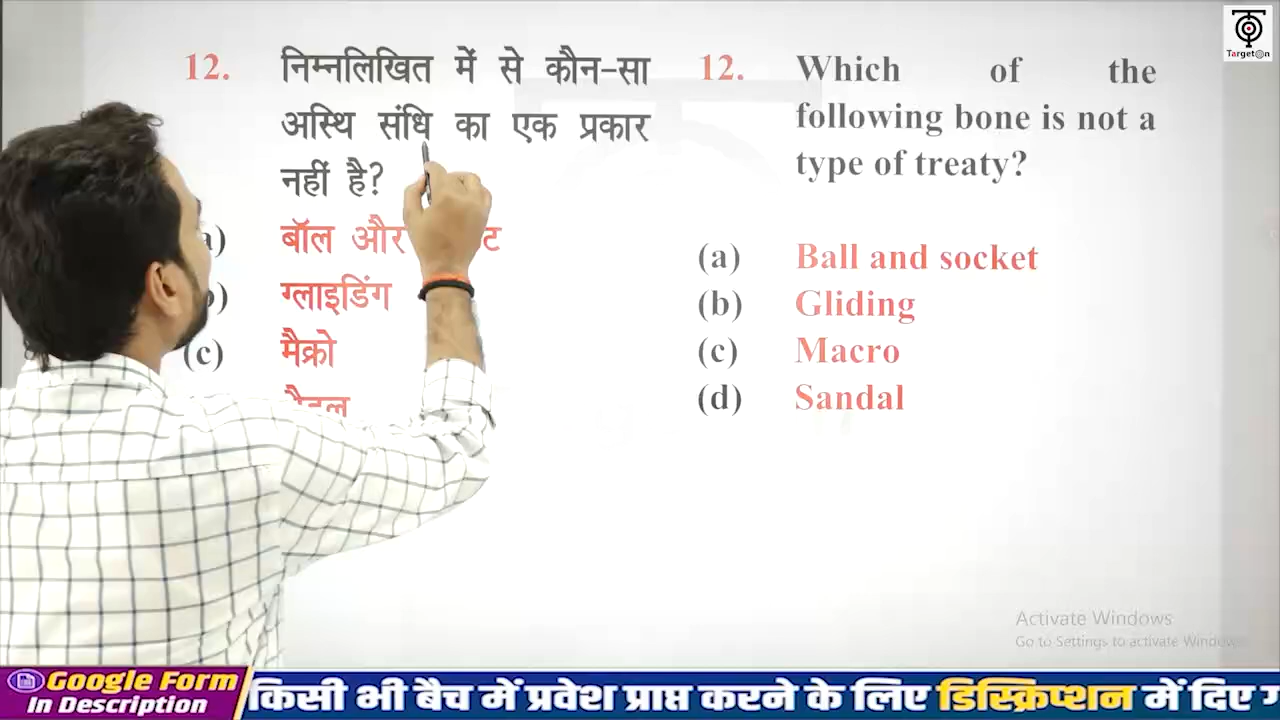 TargetOn
12. निम्नलिखित में से कौन-सा
अस्थि संधि का एक प्रकार
नहीं है?
बॉल और
ग्लाइडिंग
(c) मैक्रो
12. Which of the
following bone is not a
type of treaty?
(a) Ball and socket
(b) Gliding
(c) Macro
(d) Sandal
Activate Windows
Go to Settings to activate Windows.
Google Form
In Description
किसी भी बैच में प्रवेश प्राप्त करने के लिए डिस्क्रिप्शन में दिए